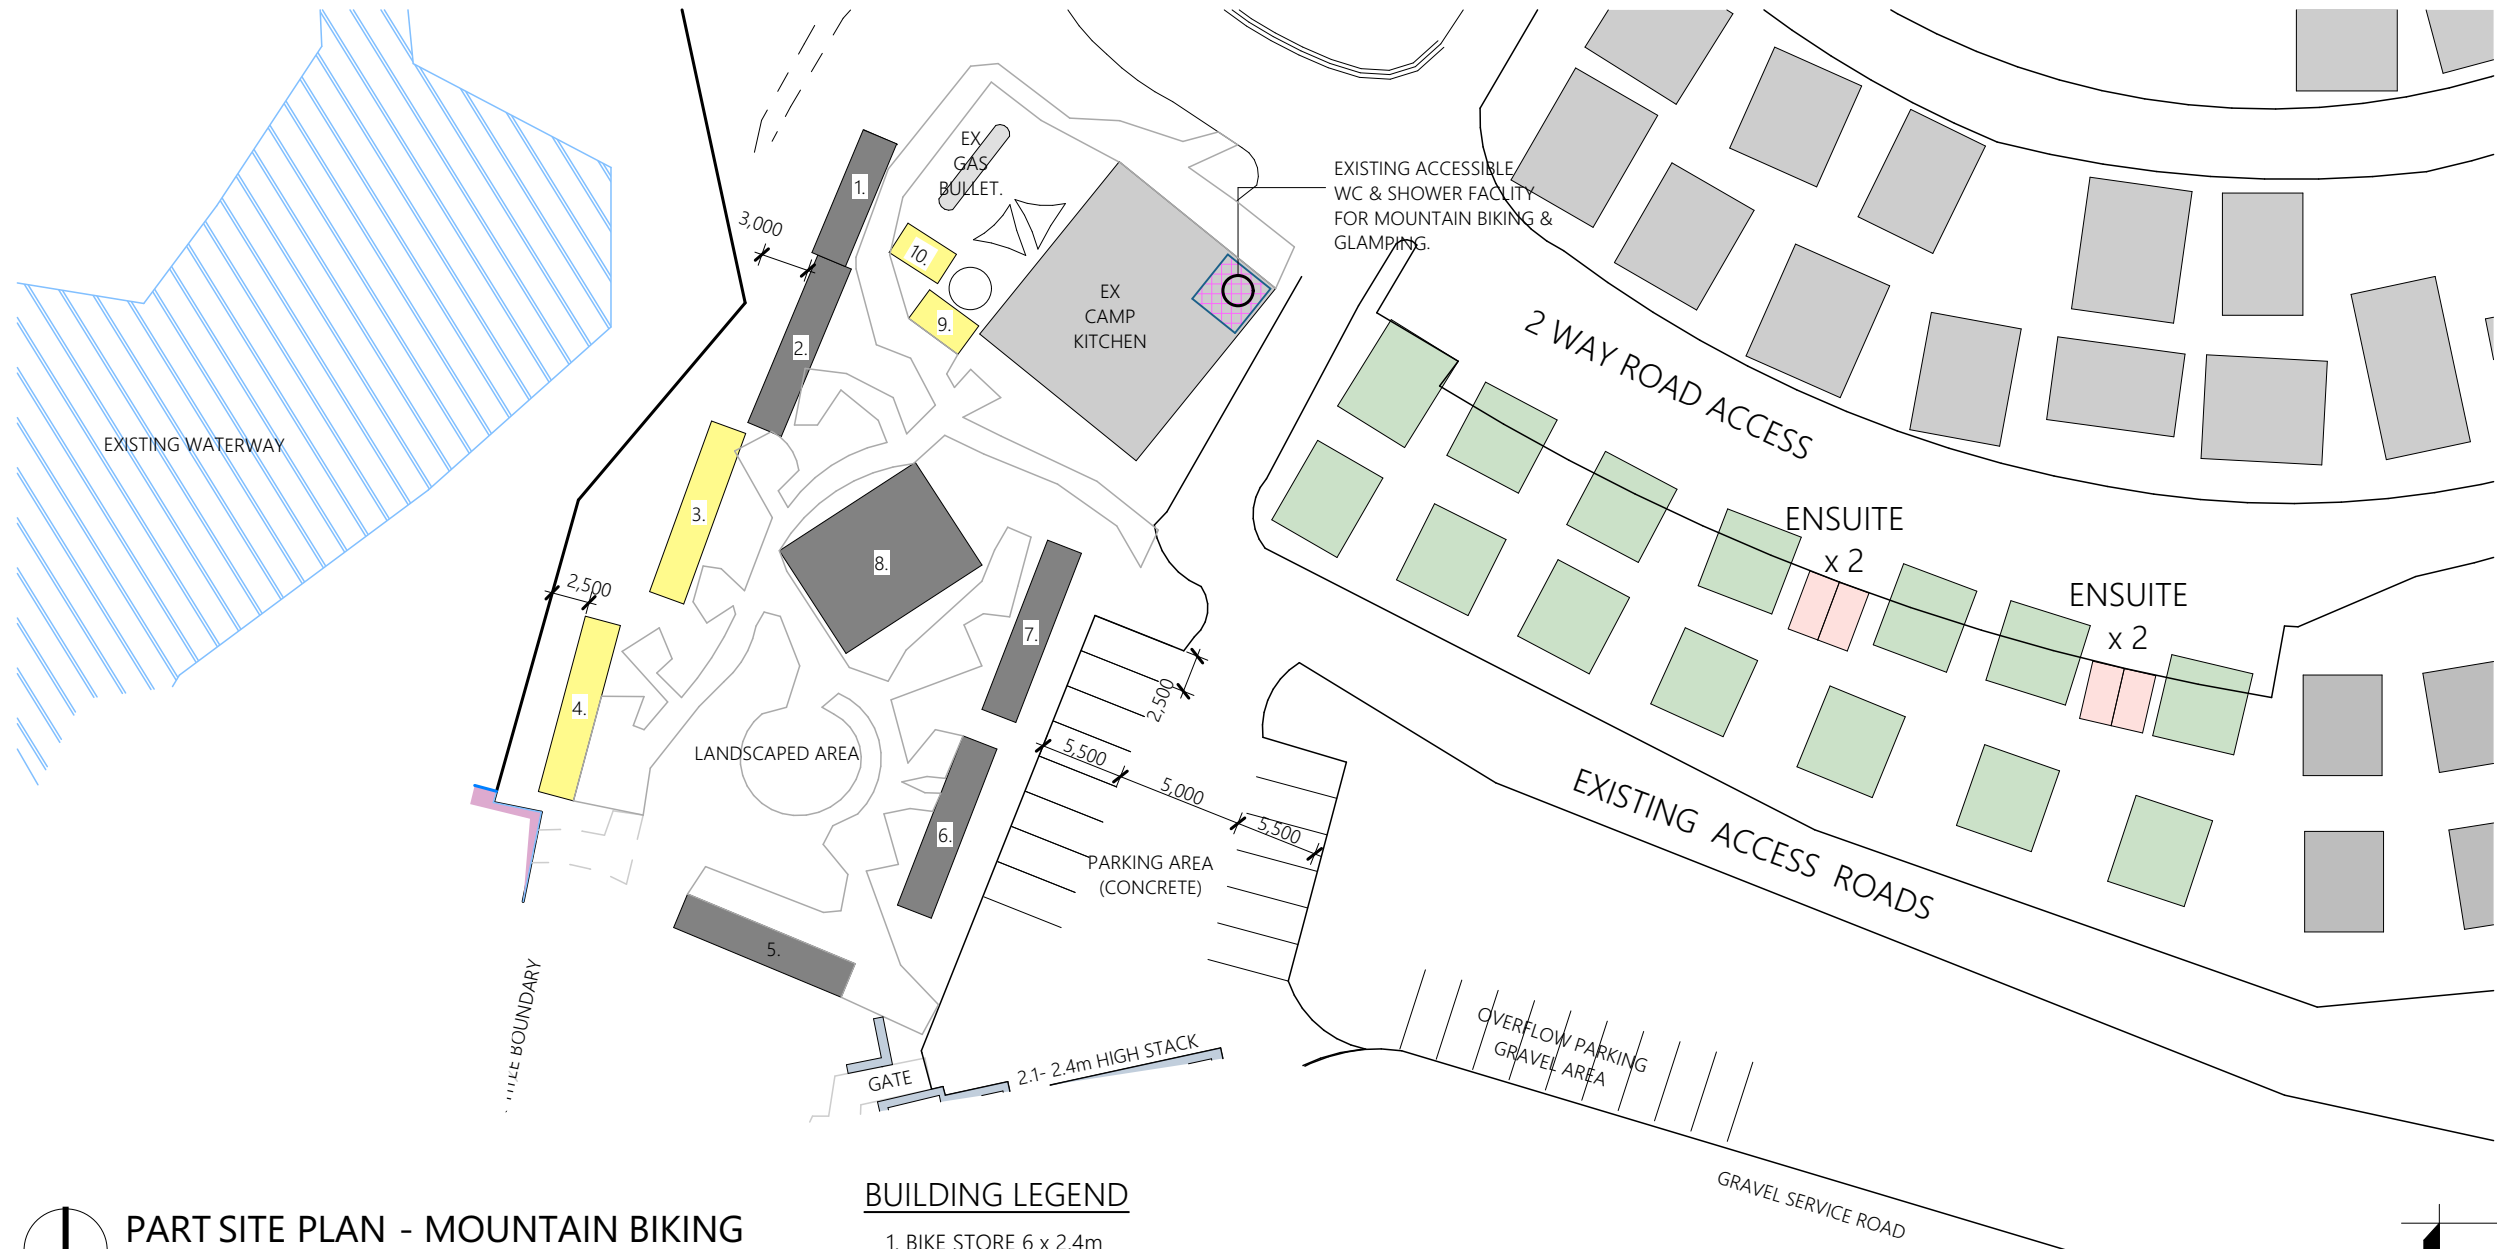 EX
GAS
BULLET.
1.
3,000
10.
2.
9.
EX
CAMP
KITCHEN
EXISTING ACCESSIBLE
WC & SHOWER FACLITY
FOR MOUNTAIN BIKING &
GLAMPING.
2 WAY ROAD ACCESS
EXISTING WATERWAY
3.
8.
2,500
4.
7.
ENSUITE
x 2
ENSUITE
x 2
2,500
LANDSCAPED AREA
5,500
5,000
5,500
6.
PARKING AREA
(CONCRETE)
EXISTING ACCESS ROADS
5.
BOUNDARY
GATE
2.1- 2.4m HIGH STACK
OVERFLOW PARKING
GRAVEL AREA
GRAVEL SERVICE ROAD
PART SITE PLAN - MOUNTAIN BIKING
BUILDING LEGEND
1. BIKE STORE 6 x 2.4m